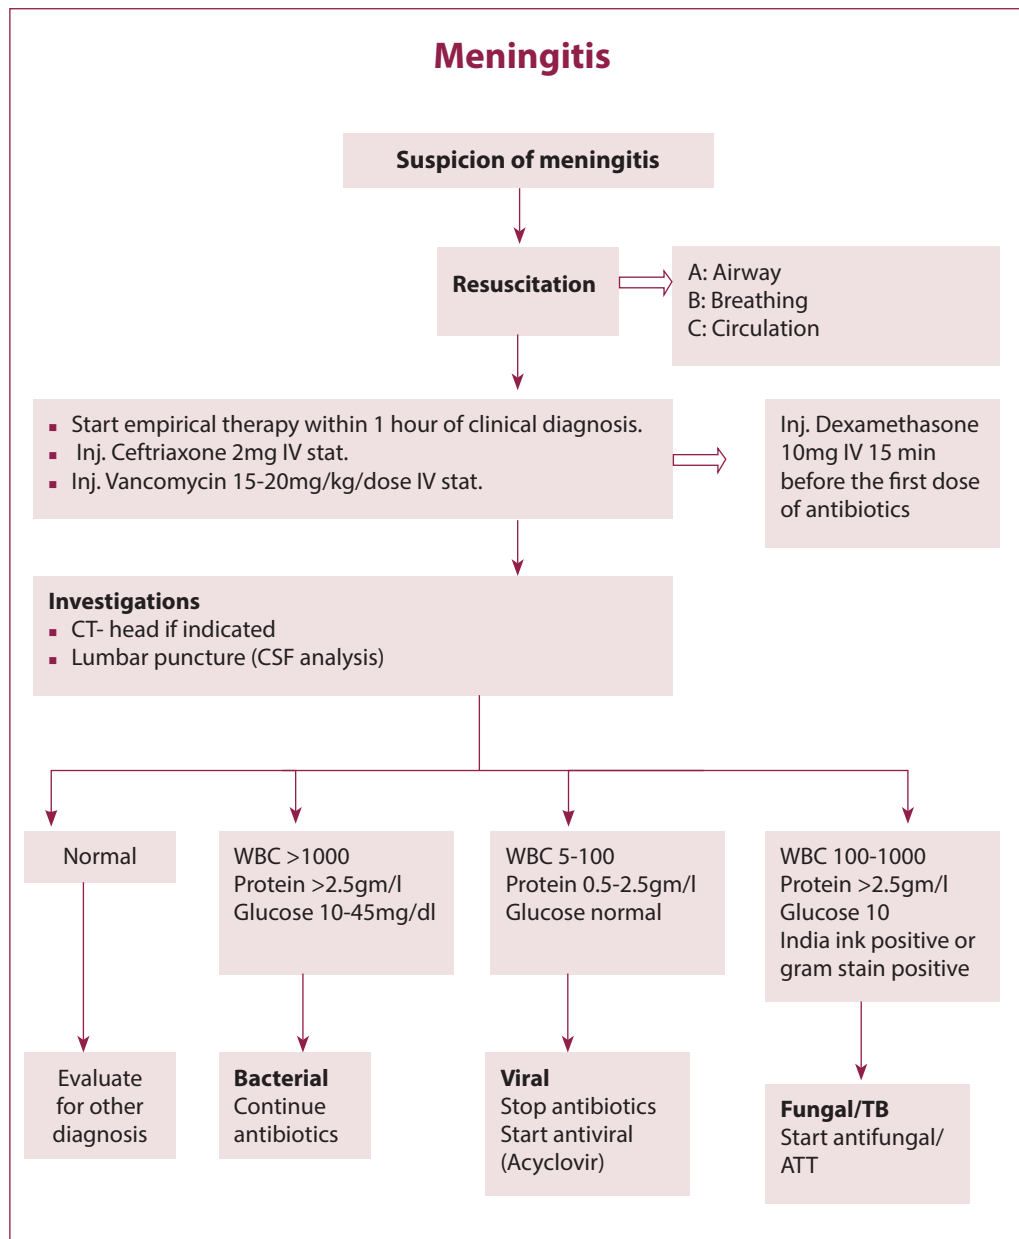 Meningitis
Suspicion of meningitis
Resuscitation
A: Airway
B: Breathing
C: Circulation
▪ Start empirical therapy within 1 hour of clinical diagnosis.
▪ Inj. Ceftriaxone 2mg IV stat.
▪ Inj. Vancomycin 15-20mg/kg/dose IV stat.
Inj. Dexamethasone
10mg IV 15 min
before the first dose
of antibiotics
Investigations
▪ CT- head if indicated
▪ Lumbar puncture (CSF analysis)
Normal
WBC >1000
Protein >2.5gm/l
Glucose 10-45mg/dl
WBC 5-100
Protein 0.5-2.5gm/l
Glucose normal
WBC 100-1000
Protein >2.5gm/l
Glucose 10
India ink positive or
gram stain positive
Evaluate
for other
diagnosis
Bacterial
Continue
antibiotics
Viral
Stop antibiotics
Start antiviral
(Acyclovir)
Fungal/TB
Start antifungal/
ATT